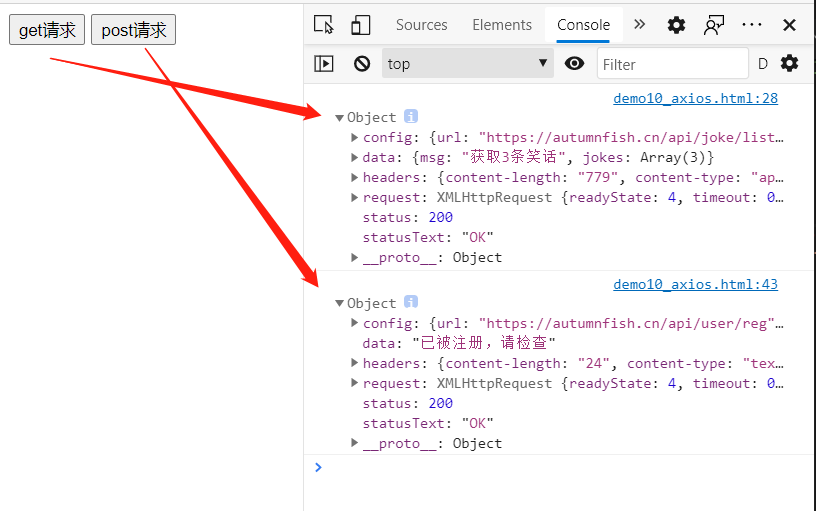 get请求 post请求
Sources Elements Console
top Filter D
demo10_axios.html:28
Object i
config: {url: "https://autumnfish.cn/api/joke/list…
data: {msg: "获取3条笑话", jokes: Array(3)}
headers: {content-length: "779", content-type: "ap…
request: XMLHttpRequest {readyState: 4, timeout: 0…
status: 200
statusText: "OK"
__proto__: Object
demo10_axios.html:43
Object i
config: {url: "https://autumnfish.cn/api/user/reg"…
data: "已被注册，请检查"
headers: {content-length: "24", content-type: "tex…
request: XMLHttpRequest {readyState: 4, timeout: 0…
status: 200
statusText: "OK"
__proto__: Object